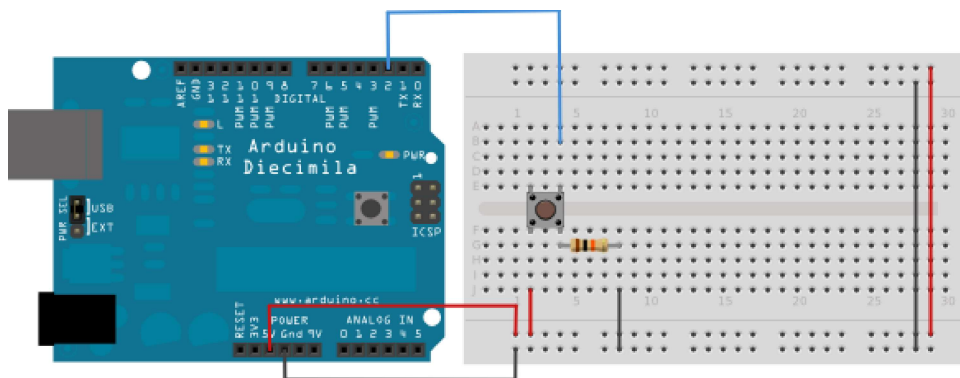 AREF
GND
13
12
11
10
9
8
7
6
5
4
3
2
TX 1
RX 0
PWM
PWM
PWM
PWM
PWM
PWM
DIGITAL
L
TX
RX
Arduino
Diecimila
PWR
1
ICSP
PWR SEL
USB
EXT
www.arduino.cc
POWER
ANALOG IN
RESET
3V3
5V
Gnd
9V
0 1 2 3 4 5
1 5 10 15 20 25 30
A
B
C
D
E
F
G
H
I
J
1 5 10 15 20 25 30